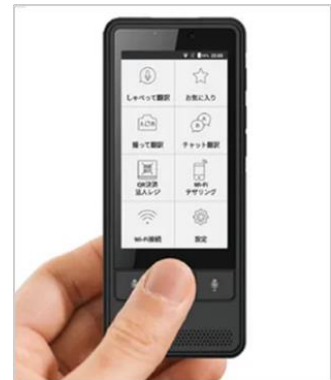 しゃべって翻訳
お気に入り
撮って翻訳
チャット翻訳
QR決済
法人レジ
Wi-Fi
テザリング
Wi-Fi接続
設定